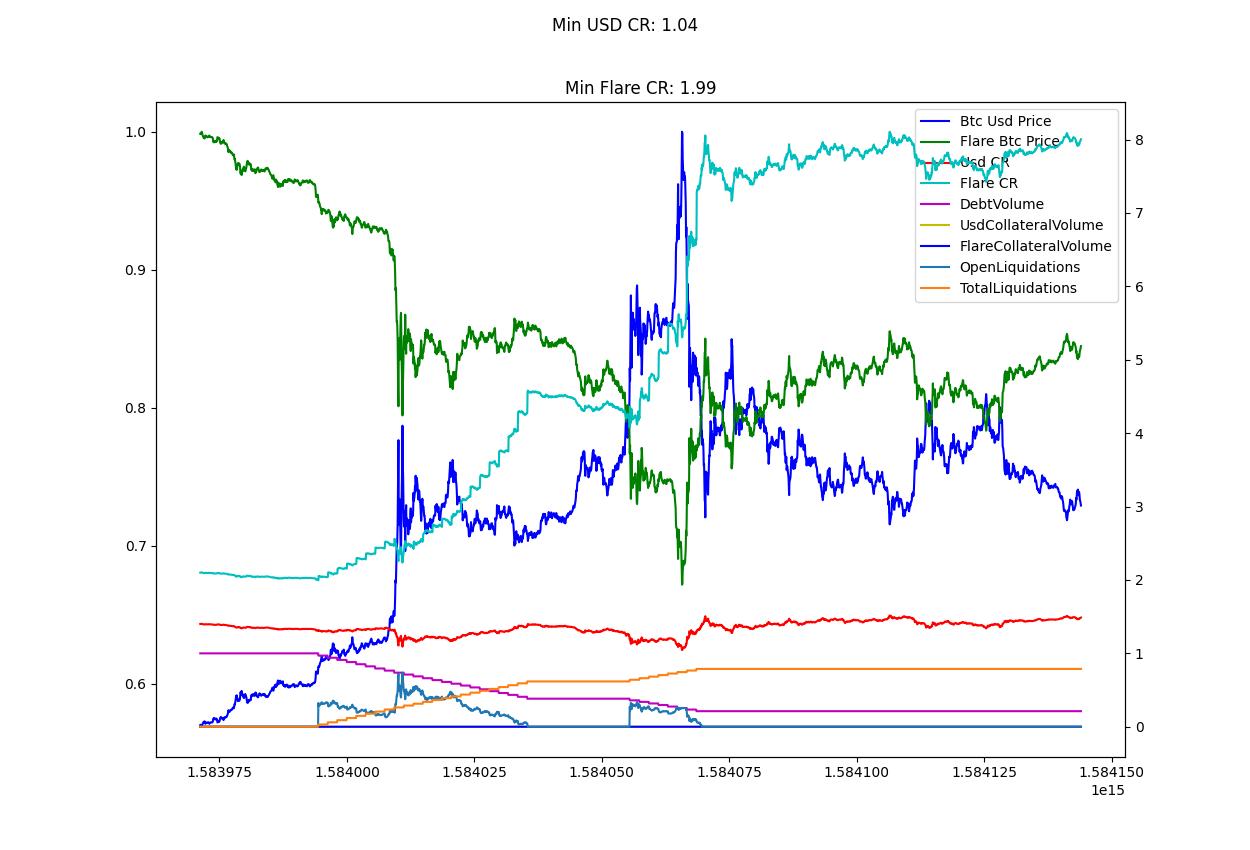 Min USD CR: 1.04
Min Flare CR: 1.99
Btc Usd Price
Flare Btc Price
Usd CR
Flare CR
DebtVolume
UsdCollateralVolume
FlareCollateralVolume
OpenLiquidations
TotalLiquidations
1.0
0.9
0.8
0.7
0.6
8
7
6
5
4
3
2
1
0
1.583975
1.584000
1.584025
1.584050
1.584075
1.584100
1.584125
1.584150
1e15